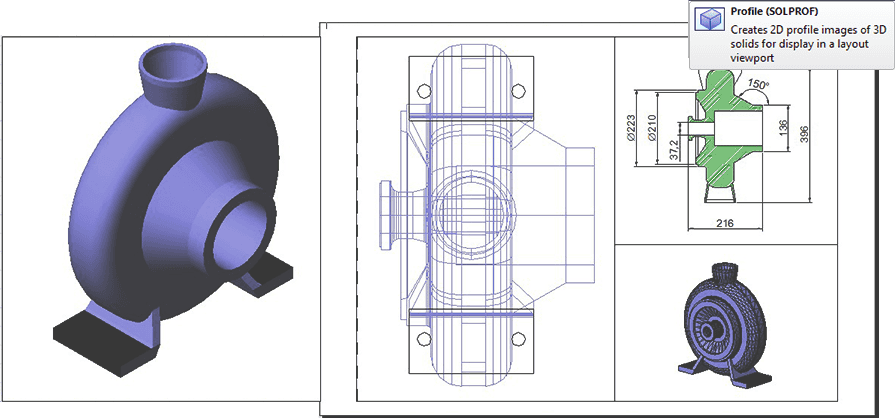 Profile (SOLPROF)
Creates 2D profile images of 3D
solids for display in a layout
viewport
150°
Ø223
Ø210
37,2
136
396
216